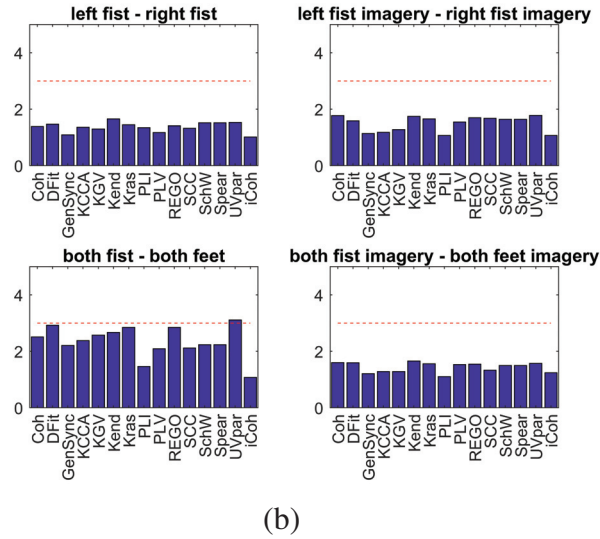 left fist - right fist
4
2
0
Coh
DFit
GenSync
KCCA
KGV
Kend
Kras
PLI
PLV
REGO
SCC
SchW
Spear
UVpar
iCoh
left fist imagery - right fist imagery
4
2
0
Coh
DFit
GenSync
KCCA
KGV
Kend
Kras
PLI
PLV
REGO
SCC
SchW
Spear
UVpar
iCoh
both fist - both feet
4
2
0
Coh
DFit
GenSync
KCCA
KGV
Kend
Kras
PLI
PLV
REGO
SCC
SchW
Spear
UVpar
iCoh
both fist imagery - both feet imagery
4
2
0
Coh
DFit
GenSync
KCCA
KGV
Kend
Kras
PLI
PLV
REGO
SCC
SchW
Spear
UVpar
iCoh
(b)